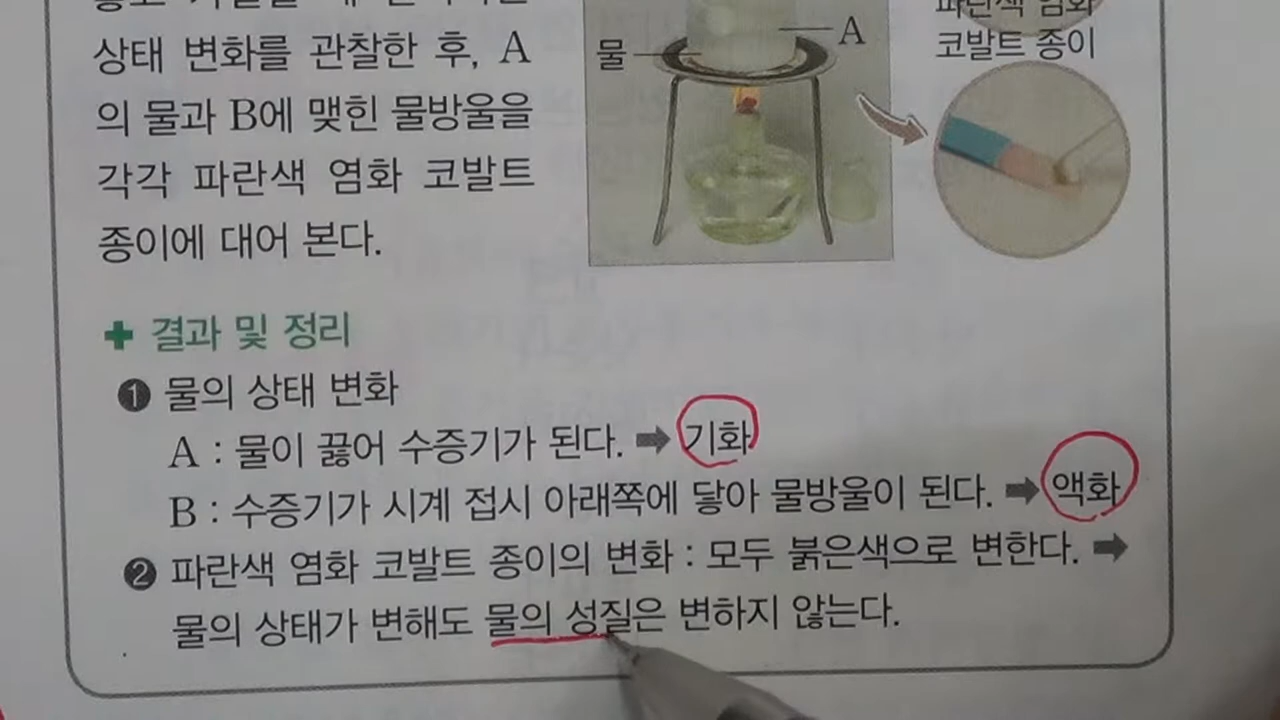 상태 변화를 관찰한 후, A
의 물과 B에 맺힌 물방울을
각각 파란색 염화 코발트
종이에 대어 본다.
물
A
파란색 염화
코발트 종이
결과 및 정리
❶ 물의 상태 변화
A : 물이 끓어 수증기가 된다. ➡ 기화
B : 수증기가 시계 접시 아래쪽에 닿아 물방울이 된다. ➡ 액화
❷ 파란색 염화 코발트 종이의 변화 : 모두 붉은색으로 변한다. ➡
물의 상태가 변해도 물의 성질은 변하지 않는다.